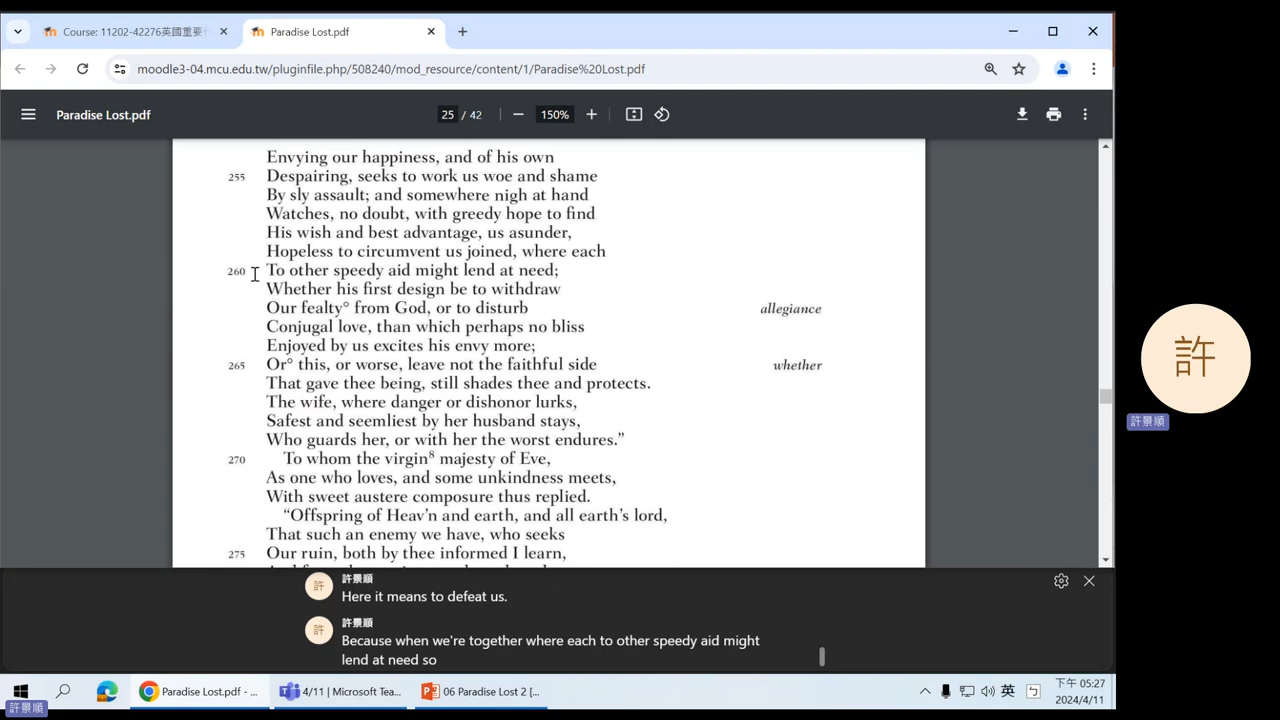 Course: 11202-42276英國重要
Paradise Lost.pdf
moodle3-04.mcu.edu.tw/pluginfile.php/508240/mod_resource/content/1/Paradise%20Lost.pdf
Paradise Lost.pdf
25 / 42
150%
Envying our happiness, and of his own
255 Despairing, seeks to work us woe and shame
By sly assault; and somewhere nigh at hand
Watches, no doubt, with greedy hope to find
His wish and best advantage, us asunder,
Hopeless to circumvent us joined, where each
260 To other speedy aid might lend at need;
Whether his first design be to withdraw
Our fealty° from God, or to disturb allegiance
Conjugal love, than which perhaps no bliss
Enjoyed by us excites his envy more;
265 Or° this, or worse, leave not the faithful side whether
That gave thee being, still shades thee and protects.
The wife, where danger or dishonor lurks,
Safest and seemliest by her husband stays,
Who guards her, or with her the worst endures.”
270 To whom the virgin⁸ majesty of Eve,
As one who loves, and some unkindness meets,
With sweet austere composure thus replied.
“Offspring of Heav’n and earth, and all earth’s lord,
That such an enemy we have, who seeks
275 Our ruin, both by thee informed I learn,
許
許景順
許
許景順
Here it means to defeat us.
許
許景順
Because when we're together where each to other speedy aid might
lend at need so
Paradise Lost.pdf - ...
4/11 | Microsoft Tea...
06 Paradise Lost 2 [...
英
下午 05:27
2024/4/11
許景順